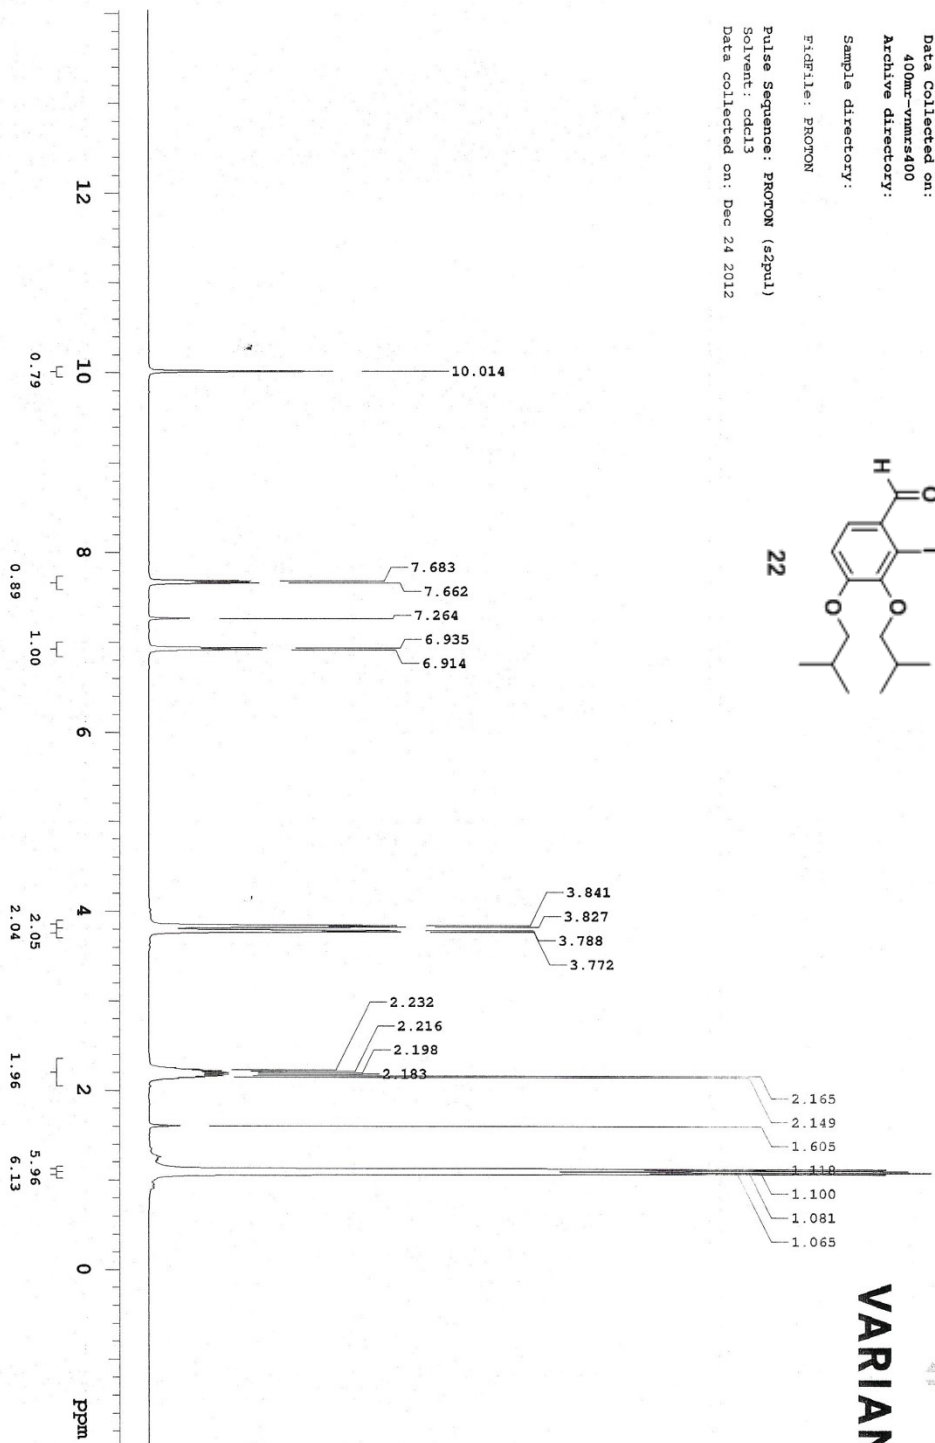 Data Collected on:
400mr-vnmrs400
Archive directory:
Sample directory:
FidFile: PROTON
Pulse Sequence: PROTON (s2pul)
Solvent: cdcl3
Data collected on: Dec 24 2012
H
O
I
O
O
22
VARIAN
10.014
7.683
7.662
7.264
6.935
6.914
3.841
3.827
3.788
3.772
2.232
2.216
2.198
2.183
2.165
2.149
1.605
1.118
1.100
1.081
1.065
12 10 8 6 4 2 0 ppm
0.79 0.89 1.00 2.05 2.04 1.96 5.96 6.13